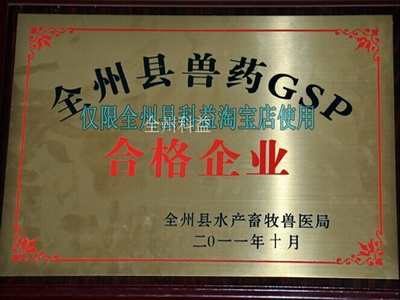 全州县兽药GSP
仅限全州县科益淘宝店使用
全州科益
合格企业
全州县水产畜牧兽医局
二〇一一年十月